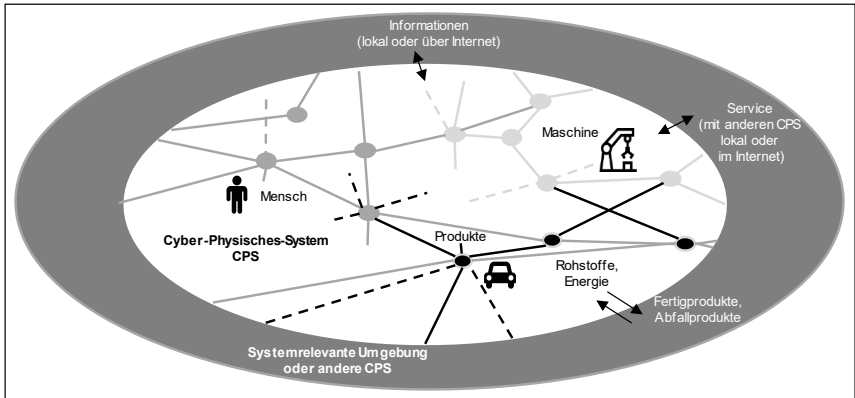 Informationen
(lokal oder über Internet)
Service
(mit anderen CPS
lokal oder
im Internet)
Maschine
Mensch
Produkte
Cyber-Physisches-System
CPS
Rohstoffe,
Energie
Fertigprodukte,
Abfallprodukte
Systemrelevante Umgebung
oder andere CPS